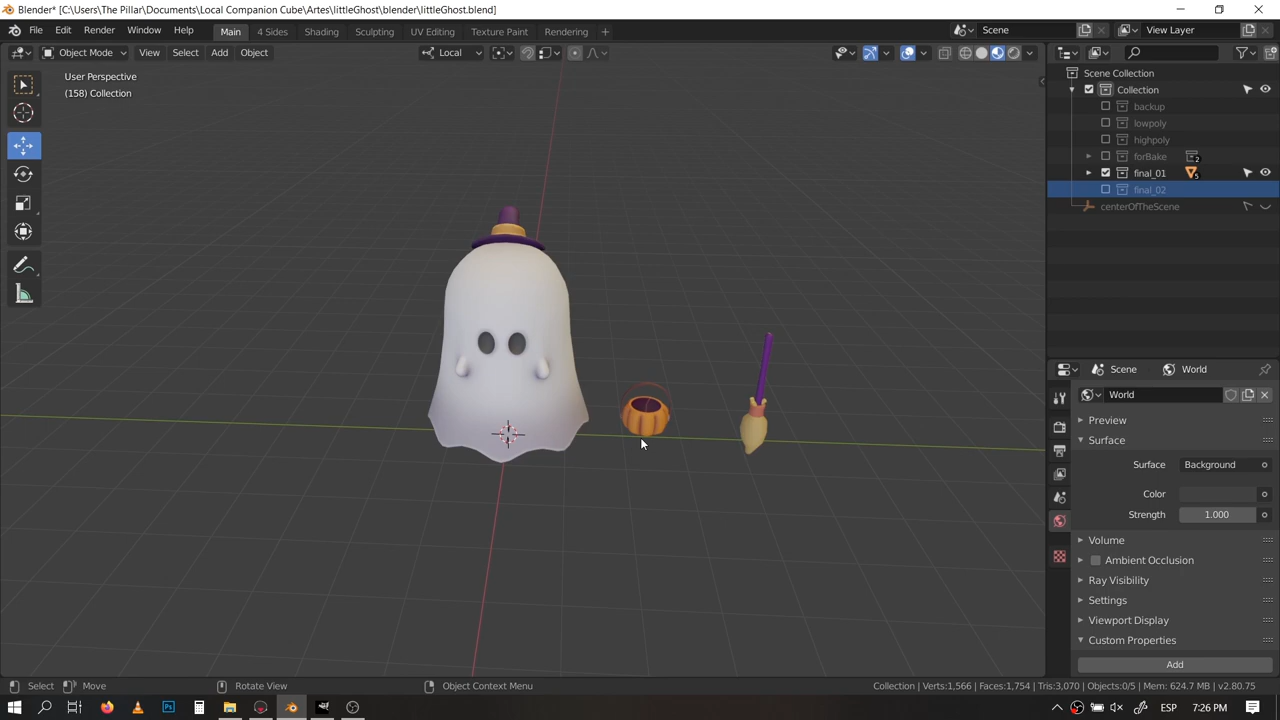 Blender* [C:\Users\The Pillar\Documents\Local Companion Cube\Artes\littleGhost\blender\littleGhost.blend]
File Edit Render Window Help Main 4 Sides Shading Sculpting UV Editing Texture Paint Rendering + Scene View Layer
Object Mode View Select Add Object Local
User Perspective
(158) Collection
Scene Collection
Collection
backup
lowpoly
highpoly
forBake 2
final_01 5
final_02
centerOfTheScene
Scene World
World
Preview
Surface
Surface Background
Color
Strength 1.000
Volume
Ambient Occlusion
Ray Visibility
Settings
Viewport Display
Custom Properties
Add
Select Move Rotate View Object Context Menu Collection | Verts:1,566 | Faces:1,754 | Tris:3,070 | Objects:0/5 | Mem: 624.7 MB | v2.80.75
ESP 7:26 PM